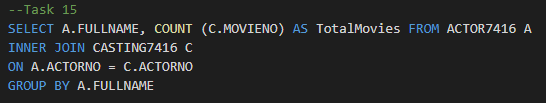 --Task 15
SELECT A.FULLNAME, COUNT (C.MOVIENO) AS TotalMovies FROM ACTOR7416 A
INNER JOIN CASTING7416 C
ON A.ACTORNO = C.ACTORNO
GROUP BY A.FULLNAME